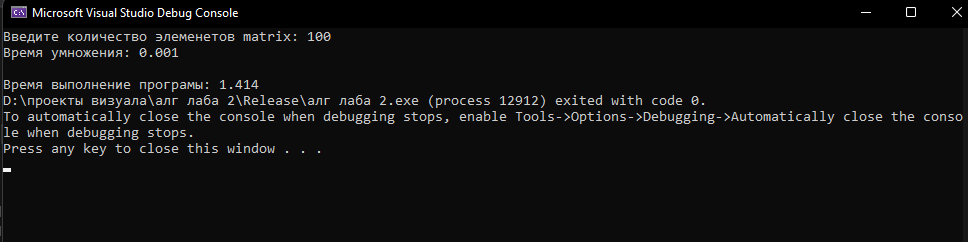 Microsoft Visual Studio Debug Console
Введите количество элеменетов matrix: 100
Время умножения: 0.001
Время выполнение програмы: 1.414
D:\проекты визуала\алг лаба 2\Release\алг лаба 2.exe (process 12912) exited with code 0.
To automatically close the console when debugging stops, enable Tools->Options->Debugging->Automatically close the conso
le when debugging stops.
Press any key to close this window . . .